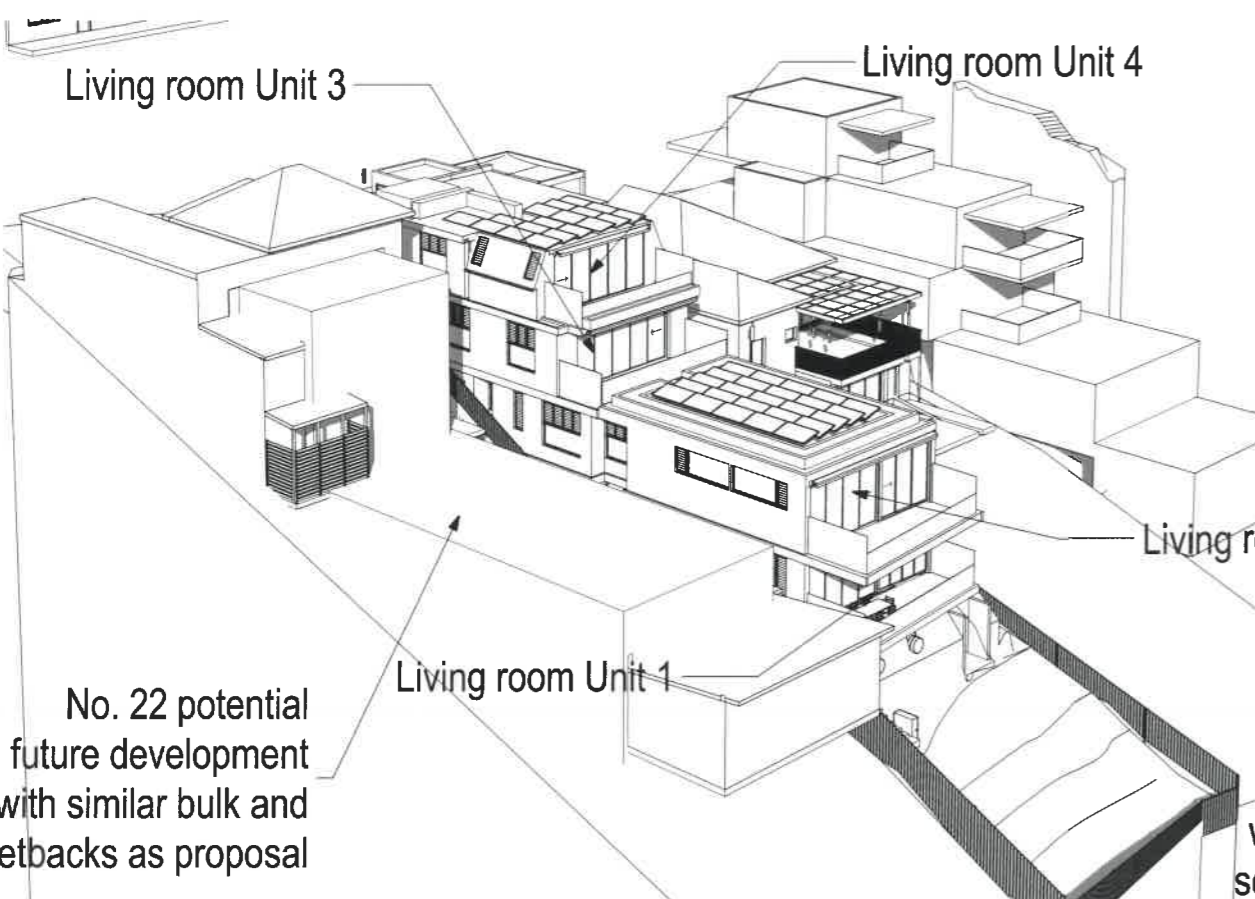 Living room Unit 3
Living room Unit 4
Living
Living room Unit 1
No. 22 potential
future development
with similar bulk and
as proposal